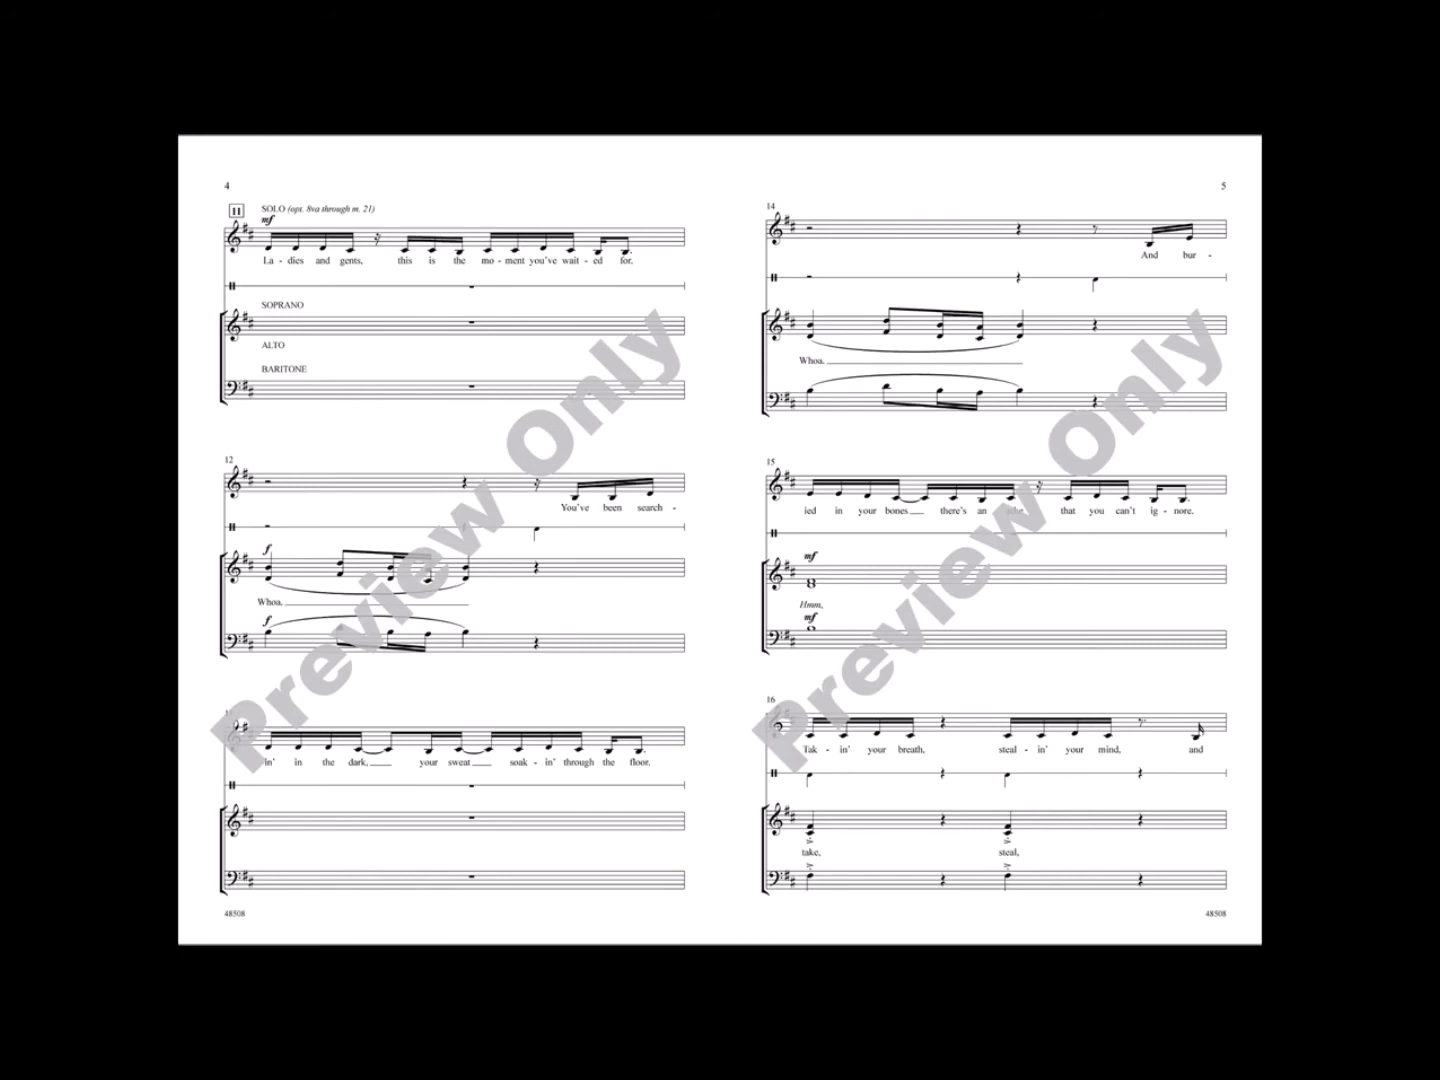 4
11 SOLO (opt. 8va through m. 21)
mf
La - dies and gents, this is the mo - ment you've wait - ed for.
SOPRANO
ALTO
BARITONE
12
You've been search -
f
Whoa.
f
in' in the dark, your sweat soak - in' through the floor.
48508
5
14
And bur -
Whoa.
15
ied in your bones there's an ache that you can't ig - nore.
mf
Hmm,
mf
16
Tak - in' your breath, steal - in' your mind, and
take, steal,
48508
Preview Only
Preview Only